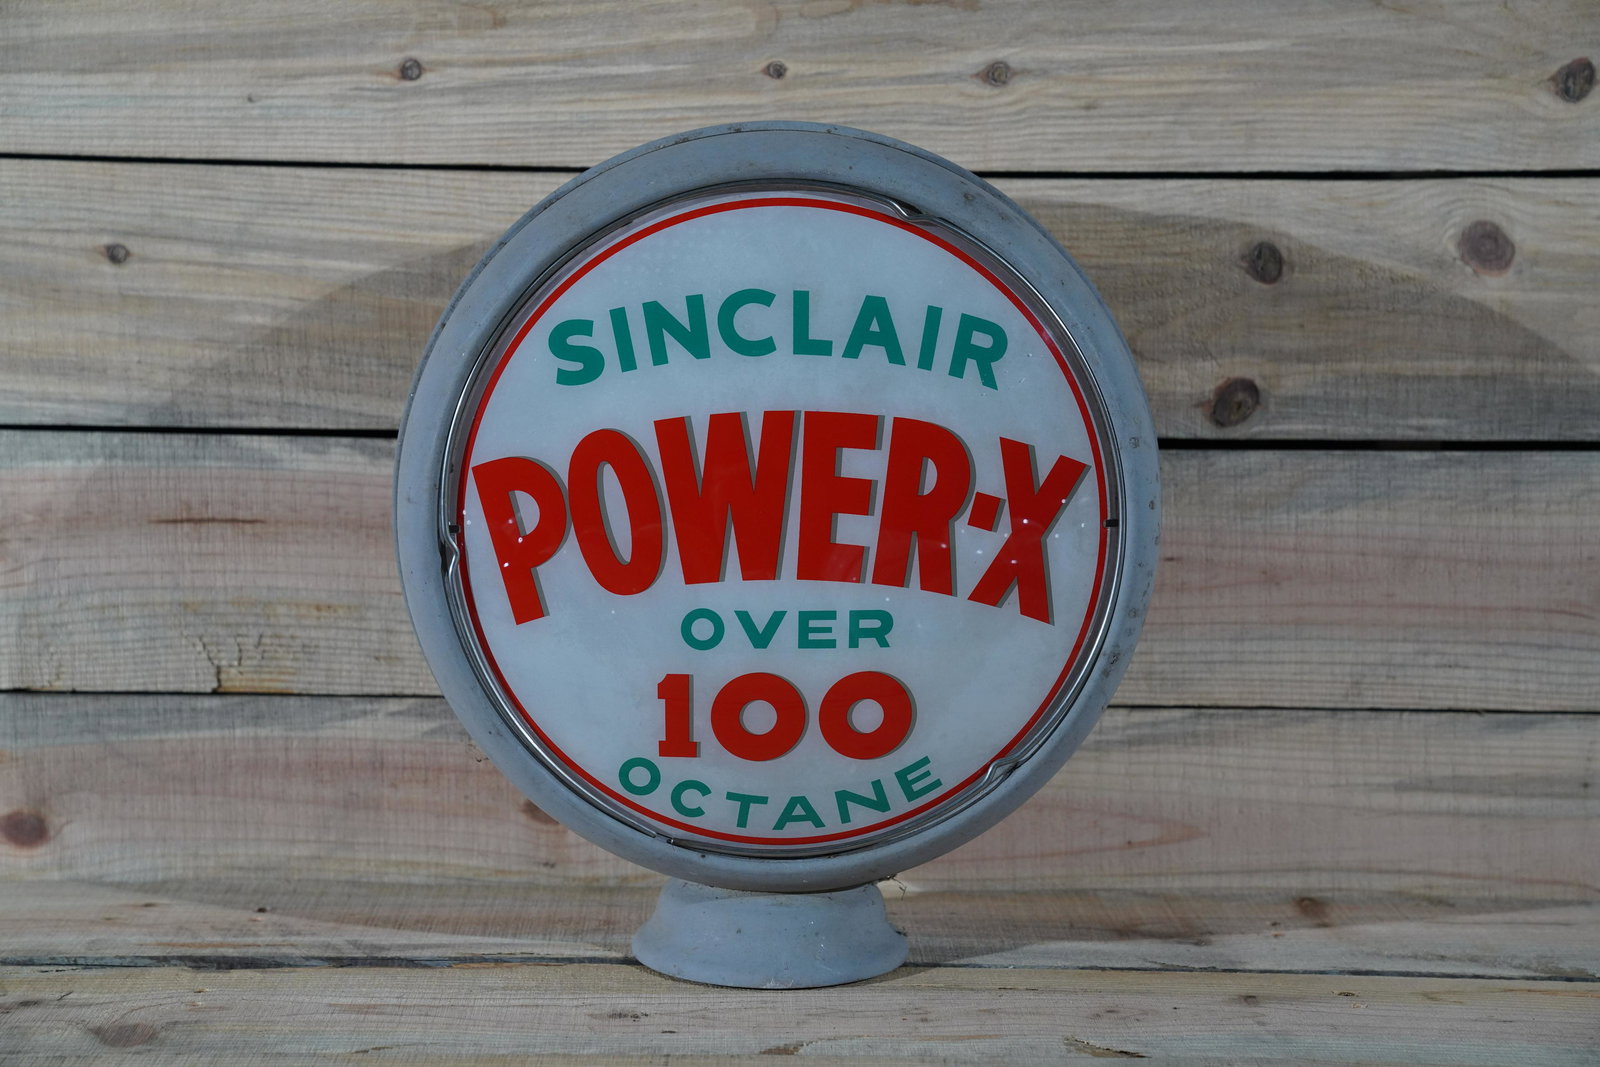 SINCLAIR
POWER-X
OVER
100
OCTANE